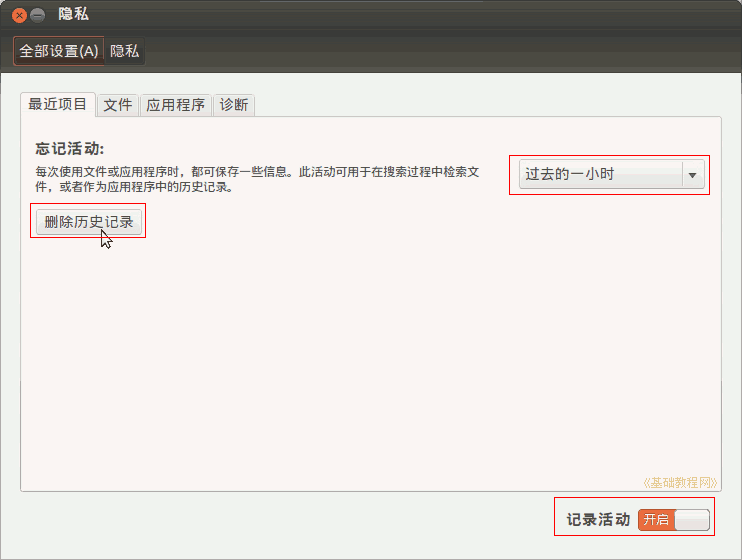 隐私
全部设置(A) 隐私
最近项目 文件 应用程序 诊断
忘记活动:
每次使用文件或应用程序时，都可保存一些信息。此活动可用于在搜索过程中检索文
件，或者作为应用程序中的历史记录。
过去的一小时
删除历史记录
《基础教程网》
记录活动 开启